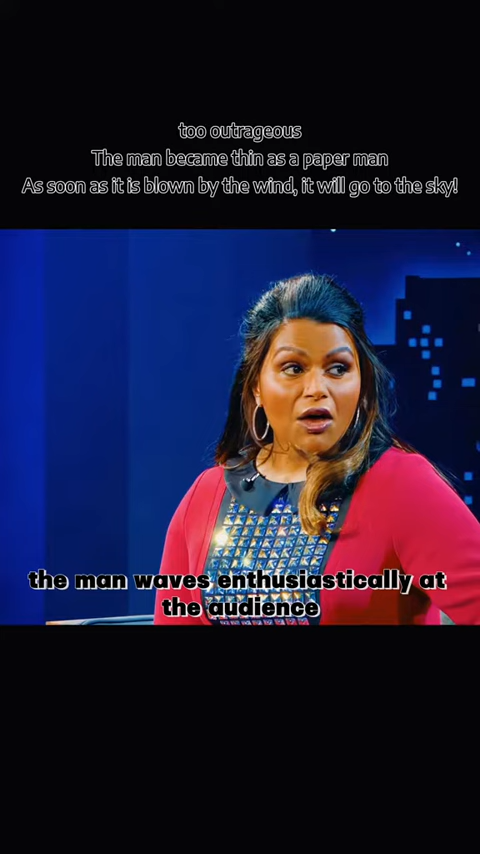 too outrageous
The man became thin as a paper man
As soon as it is blown by the wind, it will go to the sky!
the man waves enthusiastically at
the audience